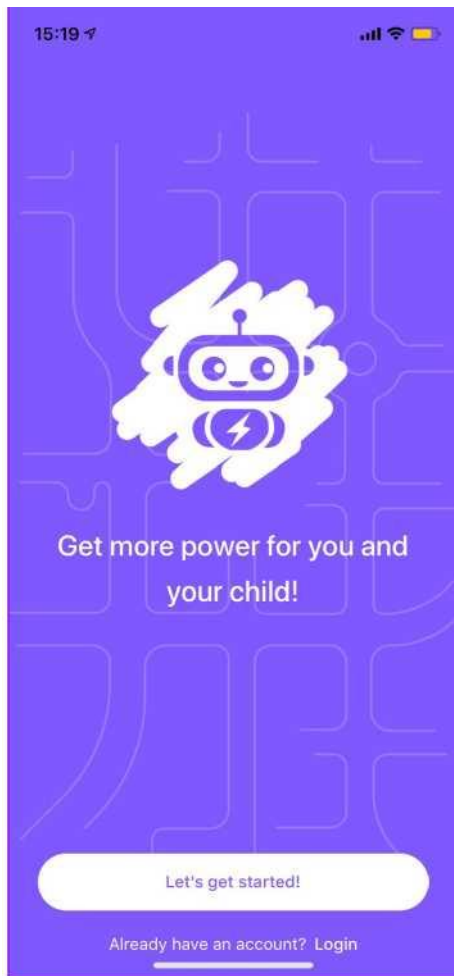 15:19
Get more power for you and
your child!
Let's get started!
Already have an account? Login